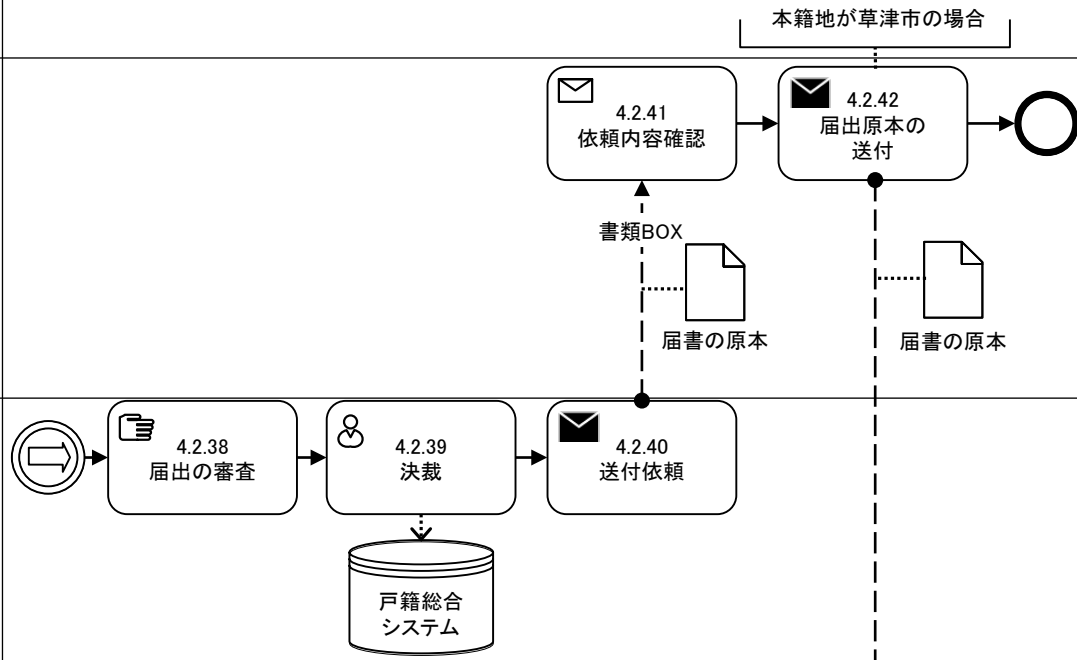 本籍地が草津市の場合
4.2.41
依頼内容確認
4.2.42
届出原本の
送付
書類BOX
届書の原本
届書の原本
4.2.38
届出の審査
4.2.39
決裁
4.2.40
送付依頼
戸籍総合
システム